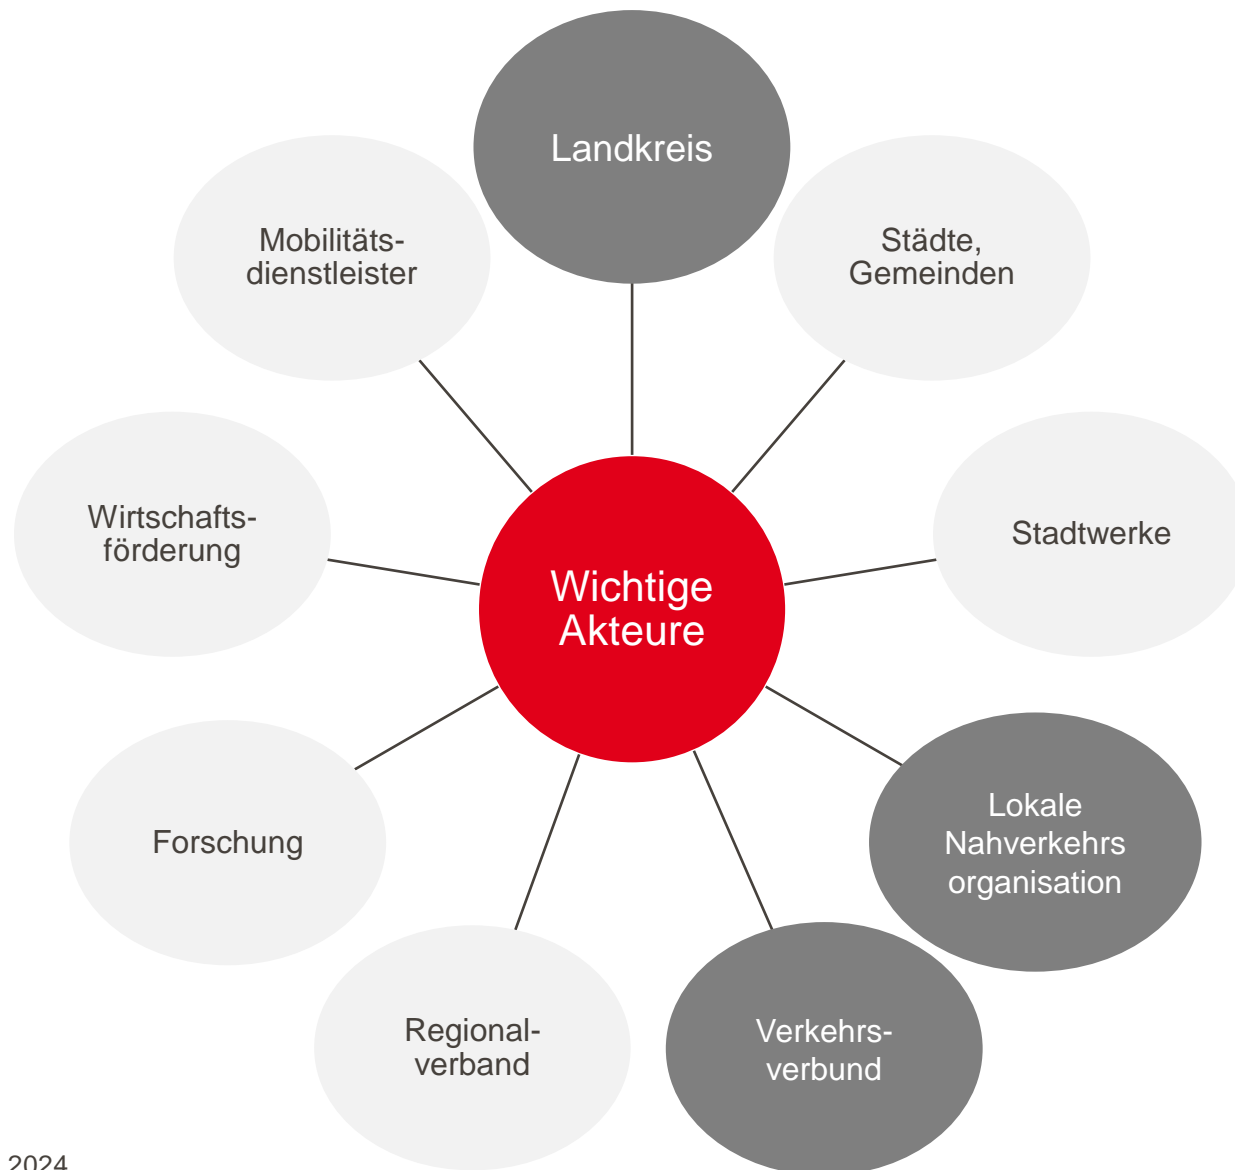 Landkreis
Mobilitäts-
dienstleister
Städte,
Gemeinden
Wirtschafts-
förderung
Stadtwerke
Wichtige
Akteure
Lokale
Nahverkehrs
organisation
Forschung
Regional-
verband
Verkehrs-
verbund
2024